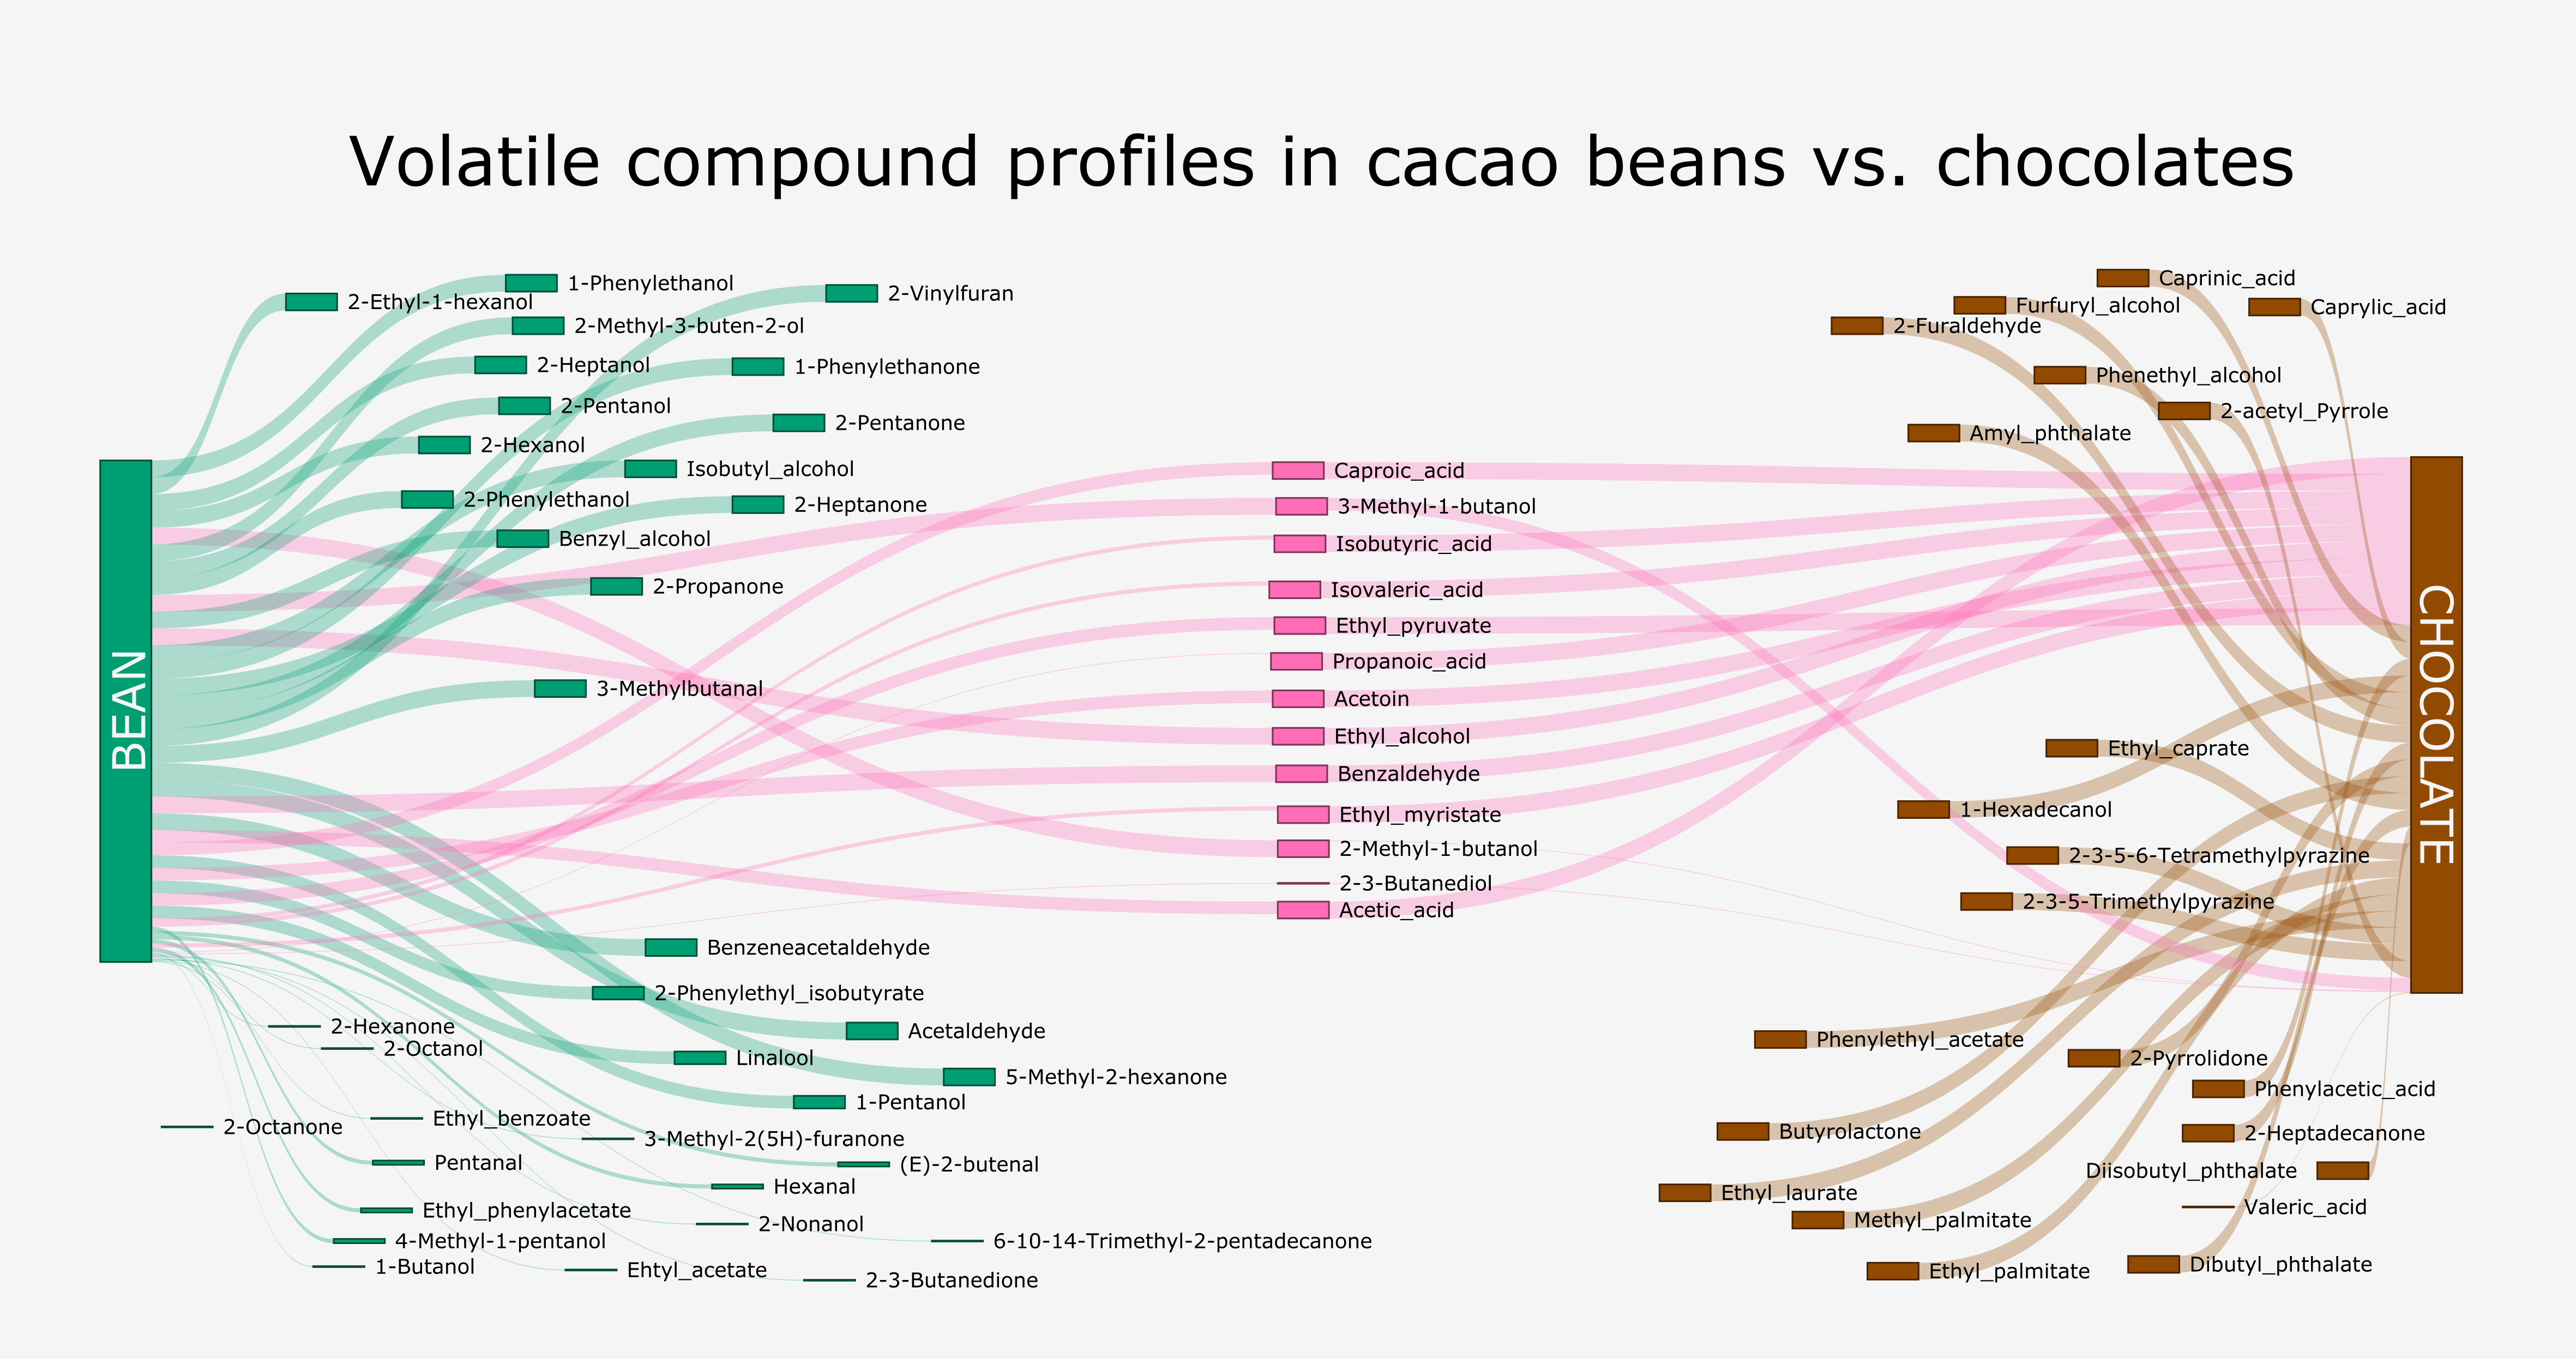 Volatile compound profiles in cacao beans vs. chocolates
BEAN
2-Ethyl-1-hexanol
1-Phenylethanol
2-Vinylfuran
2-Methyl-3-buten-2-ol
2-Heptanol
1-Phenylethanone
2-Pentanol
2-Pentanone
2-Hexanol
Isobutyl_alcohol
2-Phenylethanol
2-Heptanone
Benzyl_alcohol
2-Propanone
3-Methylbutanal
Benzeneacetaldehyde
2-Phenylethyl_isobutyrate
2-Hexanone
Acetaldehyde
2-Octanol
Linalool
5-Methyl-2-hexanone
1-Pentanol
Ethyl_benzoate
2-Octanone
3-Methyl-2(5H)-furanone
Pentanal
(E)-2-butenal
Hexanal
Ethyl_phenylacetate
2-Nonanol
4-Methyl-1-pentanol
6-10-14-Trimethyl-2-pentadecanone
1-Butanol
Ehtyl_acetate
2-3-Butanedione
Caproic_acid
3-Methyl-1-butanol
Isobutyric_acid
Isovaleric_acid
Ethyl_pyruvate
Propanoic_acid
Acetoin
Ethyl_alcohol
Benzaldehyde
Ethyl_myristate
2-Methyl-1-butanol
2-3-Butanediol
Acetic_acid
Caprinic_acid
Furfuryl_alcohol
Caprylic_acid
2-Furaldehyde
Phenethyl_alcohol
2-acetyl_Pyrrole
Amyl_phthalate
Ethyl_caprate
1-Hexadecanol
2-3-5-6-Tetramethylpyrazine
2-3-5-Trimethylpyrazine
Phenylethyl_acetate
2-Pyrrolidone
Phenylacetic_acid
Butyrolactone
2-Heptadecanone
Diisobutyl_phthalate
Ethyl_laurate
Valeric_acid
Methyl_palmitate
Dibutyl_phthalate
Ethyl_palmitate
CHOCOLATE